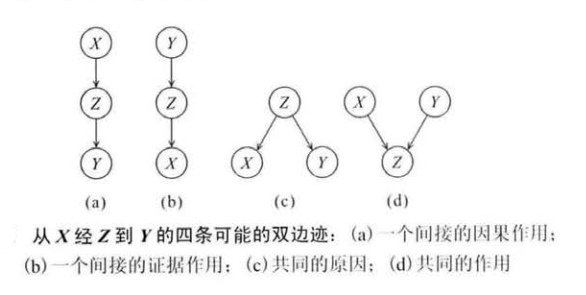 X Y
Z Z Z X Y
Y X X Y Z
(a) (b) (c) (d)
从 X 经 Z 到 Y 的四条可能的双边迹：(a) 一个间接的因果作用；
(b) 一个间接的证据作用；(c) 共同的原因；(d) 共同的作用